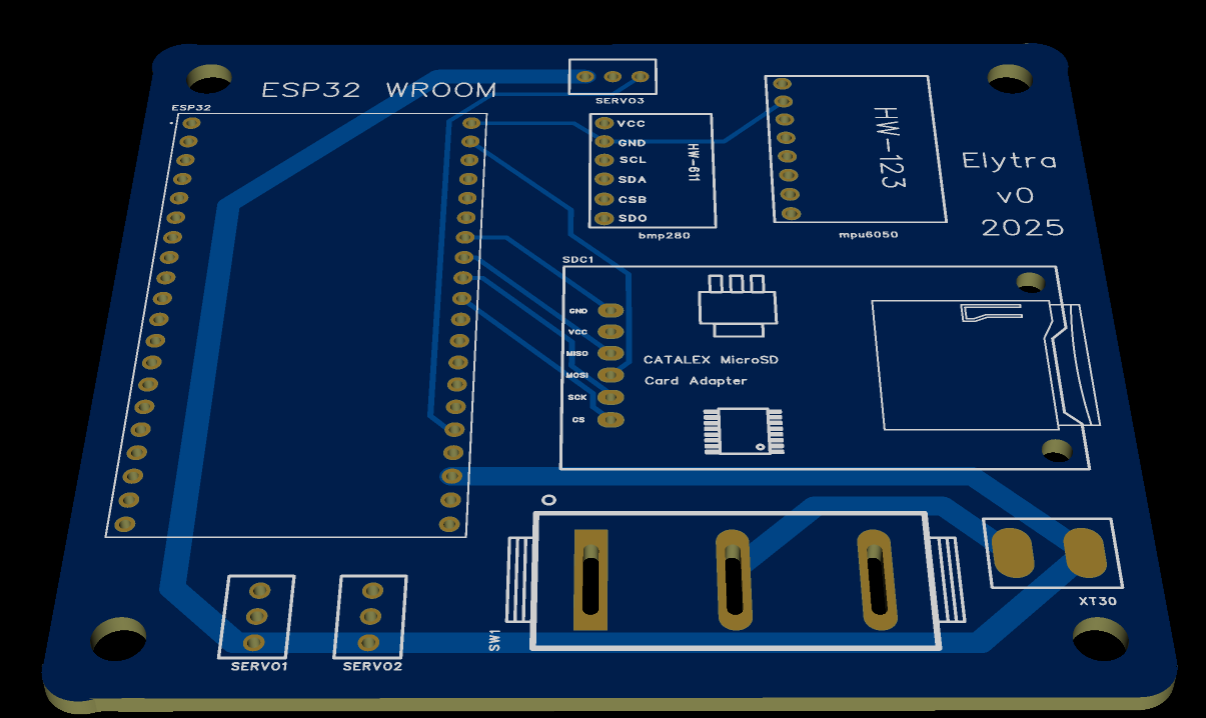 ESP32 WROOM
ESP32
SERVO3
VCC
GND
SCL
SDA
CSB
SDO
HW-611
bmp280
HW-123
mpu6050
Elytra
v0
2025
SDC1
GND
VCC
MISO
MOSI
SCK
CS
CATALEX MicroSD
Card Adapter
SW1
XT30
SERVO1
SERVO2